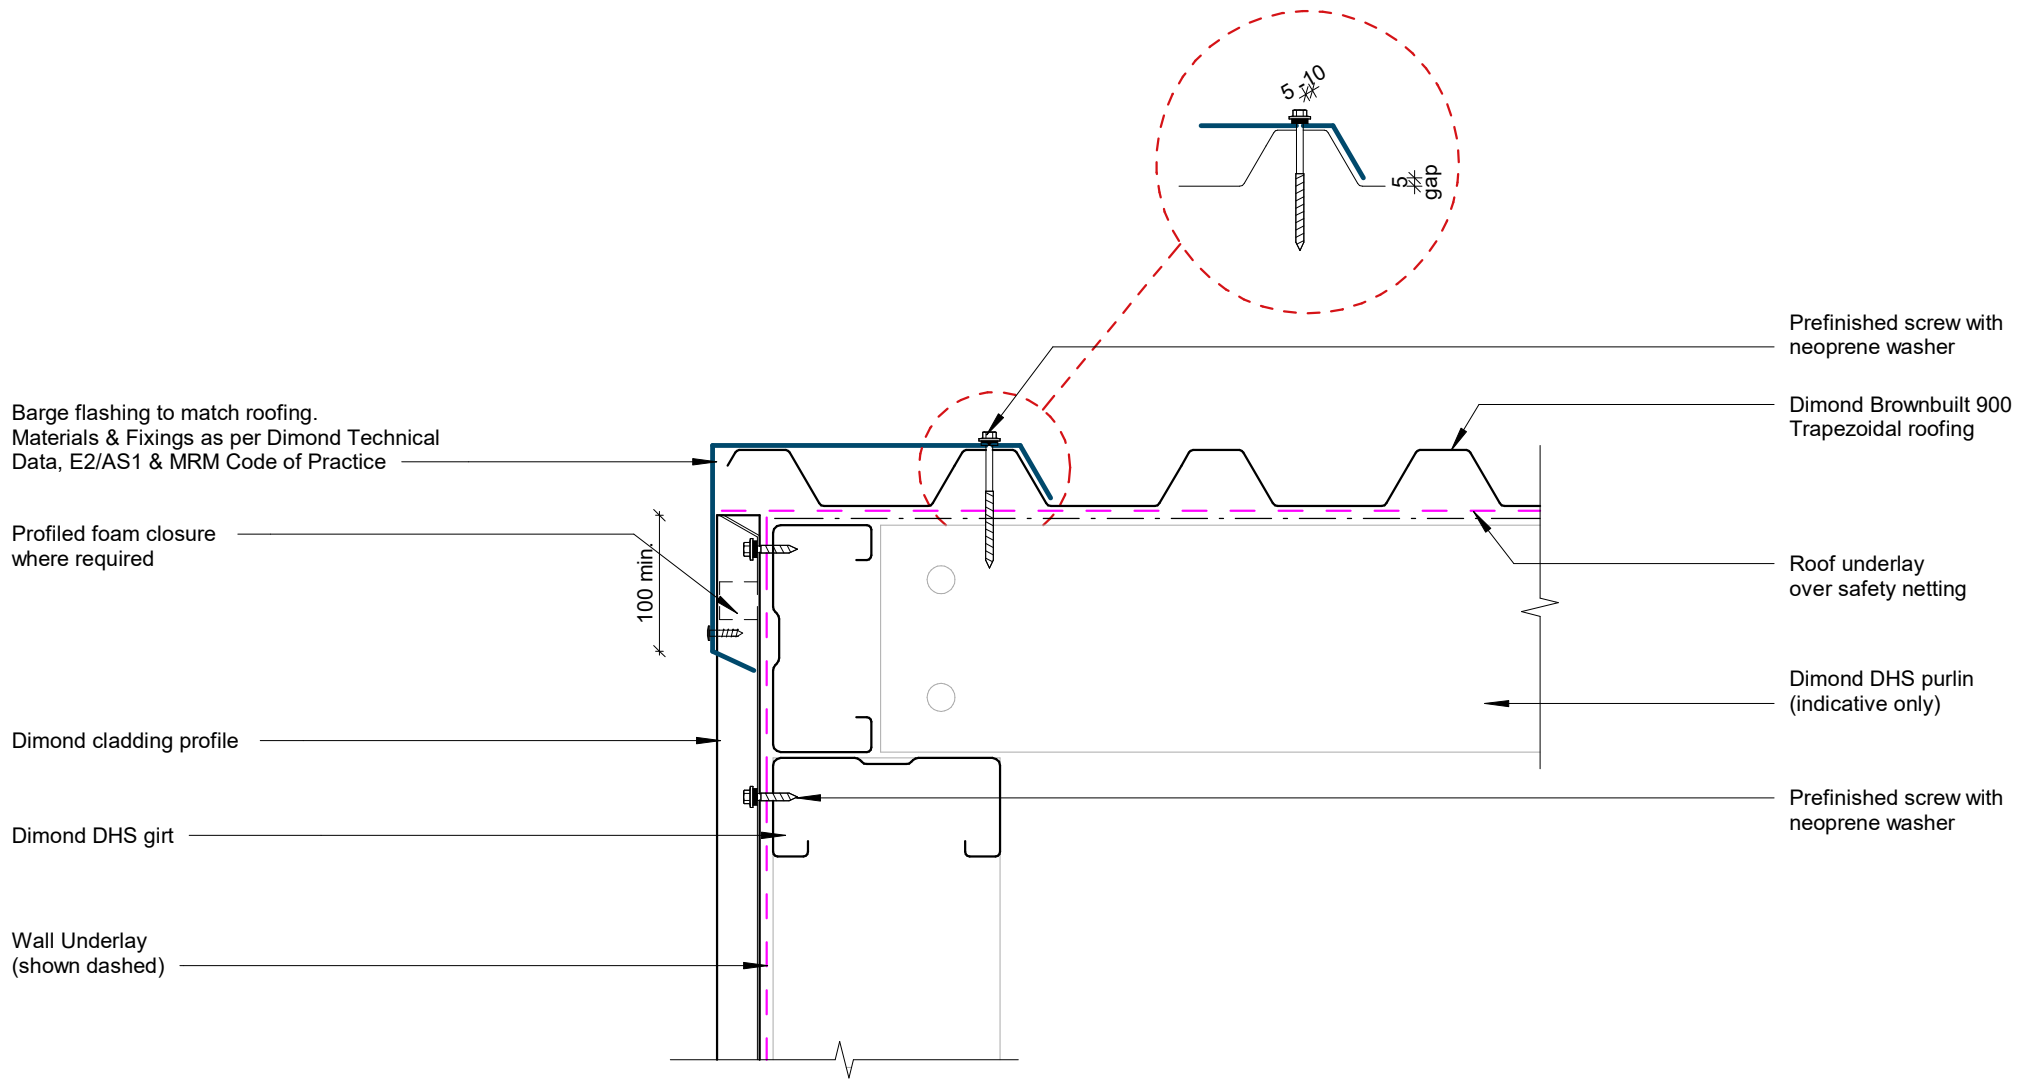 5 -10
5
gap
Prefinished screw with
neoprene washer
Dimond Brownbuilt 900
Trapezoidal roofing
Barge flashing to match roofing.
Materials & Fixings as per Dimond Technical
Data, E2/AS1 & MRM Code of Practice
Profiled foam closure
where required
100 min.
Roof underlay
over safety netting
Dimond DHS purlin
(indicative only)
Dimond cladding profile
Prefinished screw with
neoprene washer
Dimond DHS girt
Wall Underlay
(shown dashed)